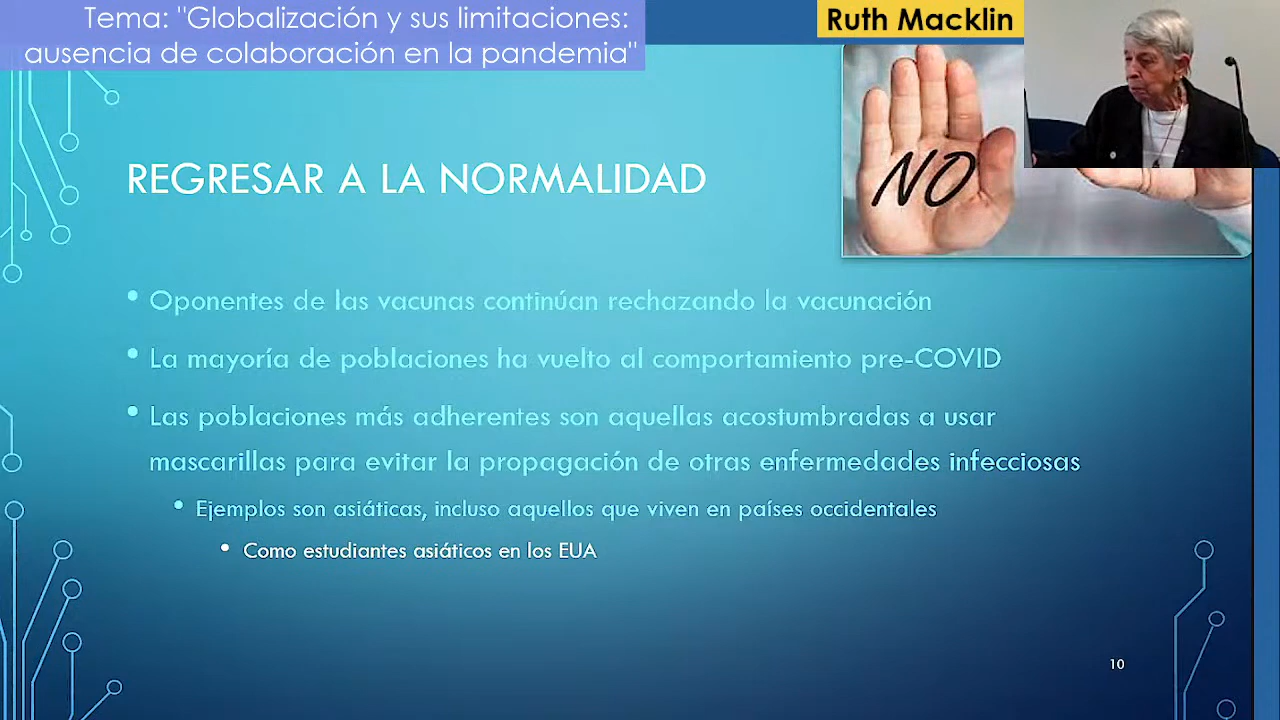 Tema: "Globalización y sus limitaciones:
ausencia de colaboración en la pandemia"
Ruth Macklin
NO
REGRESAR A LA NORMALIDAD
• Oponentes de las vacunas continúan rechazando la vacunación
• La mayoría de poblaciones ha vuelto al comportamiento pre-COVID
• Las poblaciones más adherentes son aquellas acostumbradas a usar
mascarillas para evitar la propagación de otras enfermedades infecciosas
• Ejemplos son asiáticas, incluso aquellos que viven en países occidentales
• Como estudiantes asiáticos en los EUA
10